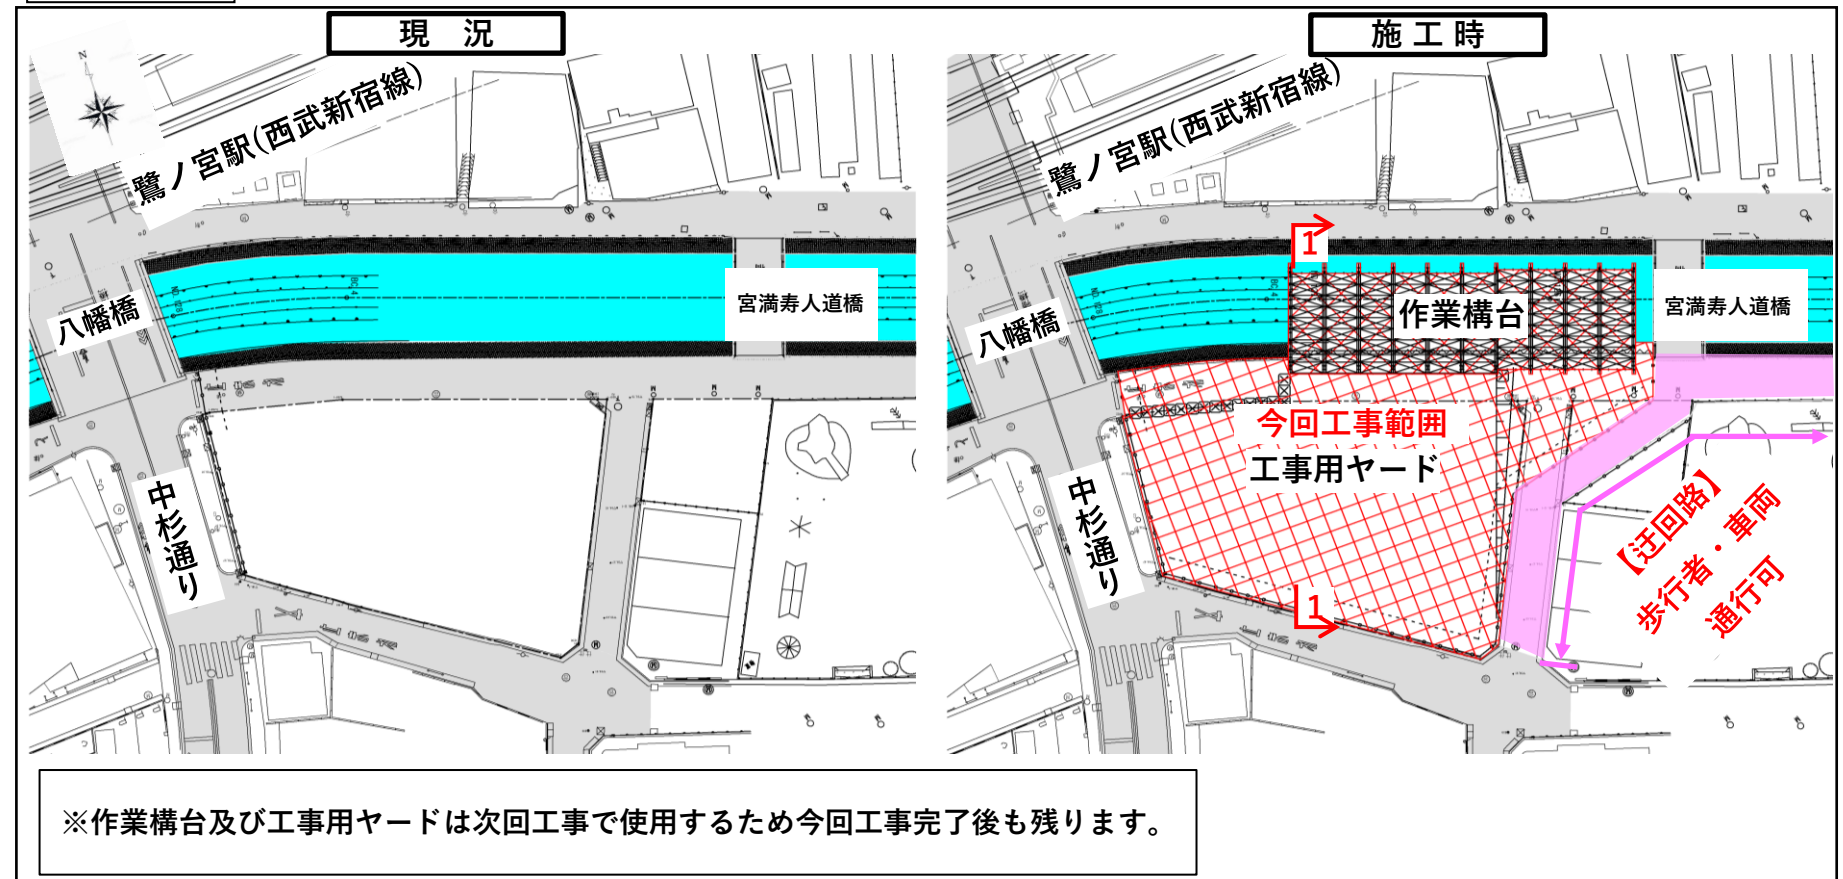 現 況
N
鷺ノ宮駅(西武新宿線)
八幡橋
宮満寿人道橋
中杉通り
施工時
鷺ノ宮駅(西武新宿線)
1
八幡橋
作業構台
宮満寿人道橋
今回工事範囲
工事用ヤード
中杉通り
1
【迂回路】
歩行者・車両
通行可
※作業構台及び工事用ヤードは次回工事で使用するため今回工事完了後も残ります。